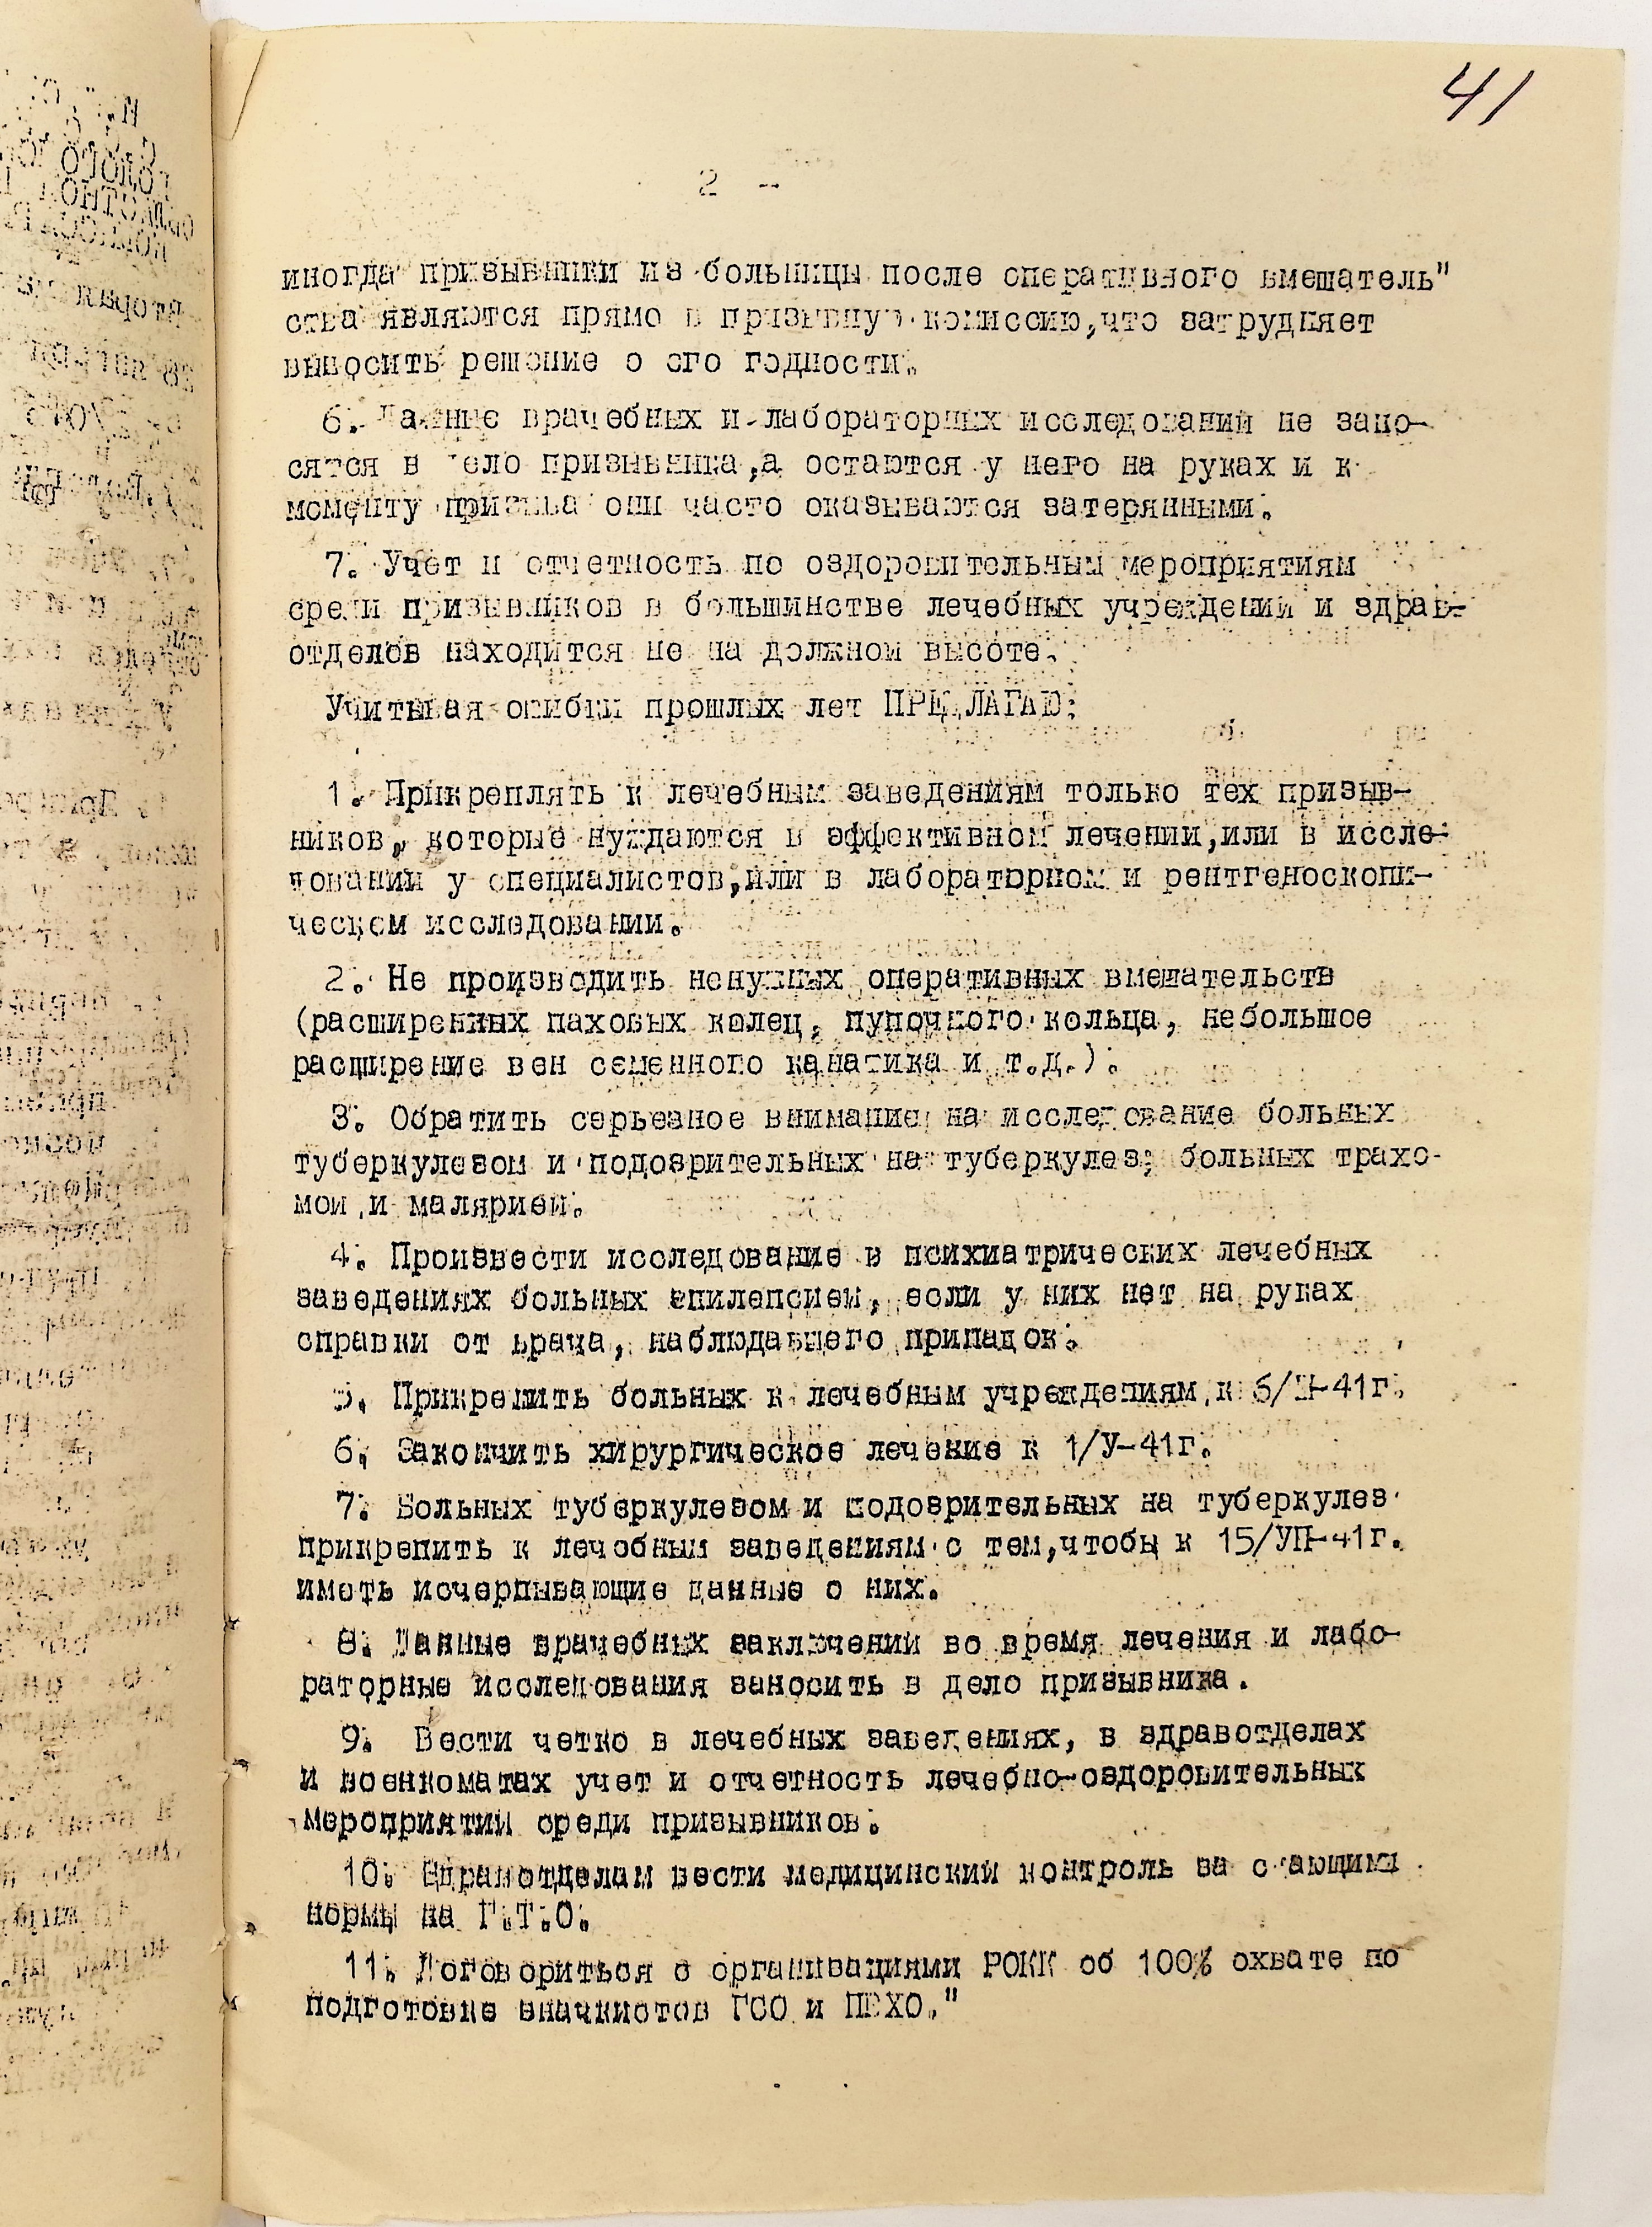 41
2 --
иногда призывники из больницы после оперативного вмешатель"
ства являются прямо в призывную комиссию,что затрудняет
выносить решение о его годности.
6. Данные врачебных и лабораторных исследований не зано-
сятся в дело призывника,а остаются у него на руках и к
моменту призыва они часто оказываются затерянными.
7. Учет и отчетность по оздоровительным мероприятиям
среди призывников в большинстве лечебных учреждений и здрав-
отделов находится не на должной высоте.
Учитывая ошибки прошлых лет ПРЕДЛАГАЮ:
1. Прикреплять к лечебным заведениям только тех призыв-
ников, которые нуждаются в эффективном лечении,или в иссле-
довании у специалистов,или в лабораторном и рентгеноскопи-
ческом исследовании.
2. Не производить ненужных оперативных вмешательств
(расширенных паховых колец, пупочного кольца, небольшое
расширение вен семенного канатика и т.д.).
3. Обратить серьезное внимание на исследование больных
туберкулезом и подозрительных на туберкулез; больных трахо-
мой и малярией.
4. Произвести исследование в психиатрических лечебных
заведениях больных епилепсией, если у них нет на руках
справки от врача, наблюдавшего припадок.
5. Прикрепить больных к лечебным учреждениям к
6. Закончить хирургическое лечение к 1/У-41г.
7. Больных туберкулезом и подозрительных на туберкулез
прикрепить к лечебным заведениям с тем,чтобы к 15/УП-41г.
иметь исчерпывающие данные о них.
8. Данные врачебных заключений во время лечения и лабо-
раторные исследования заносить в дело призывника.
9. Вести четко в лечебных заведениях, в здравотделах
и военкоматах учет и отчетность лечебно-оздоровительных
мероприятий среди призывников.
10. Здравотделам вести медицинский контроль за сдающими
нормы на Г.Т.О.
11. Договориться с организациями РОКК об 100% охвате по
подготовке значкистов ГСО и ПВХО."